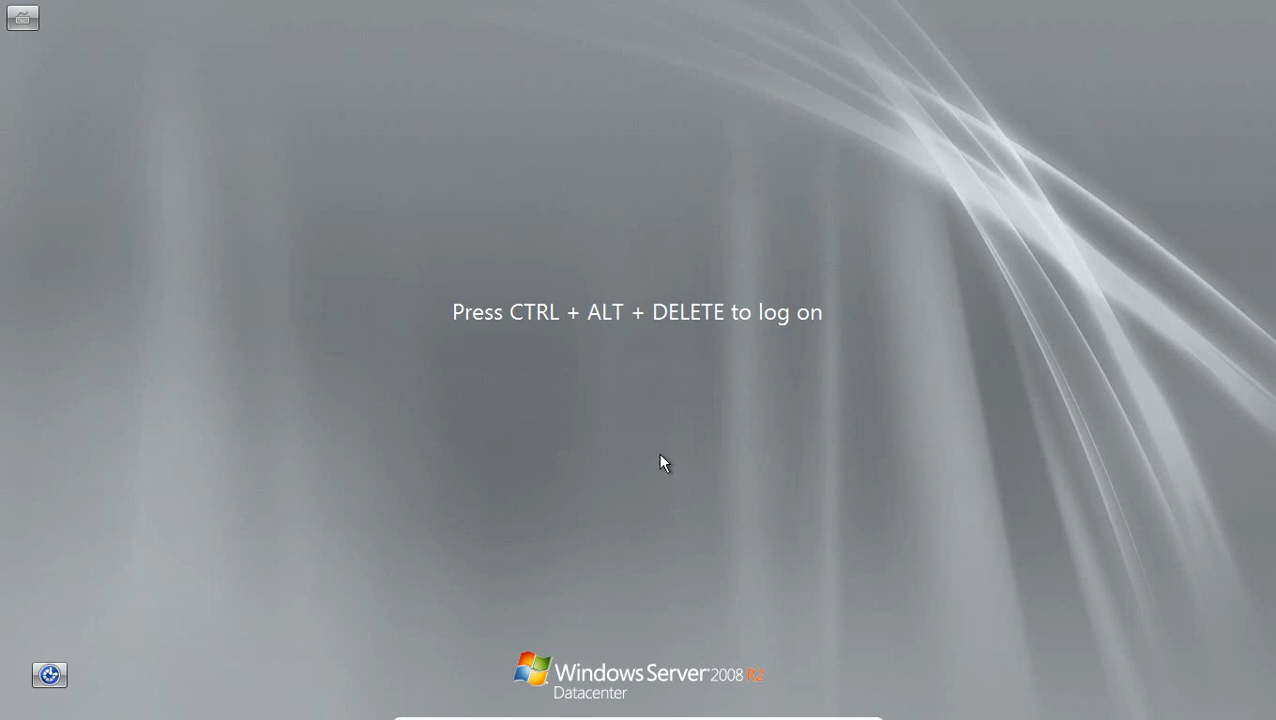 Press CTRL + ALT + DELETE to log on
Windows Server 2008 R2
Datacenter